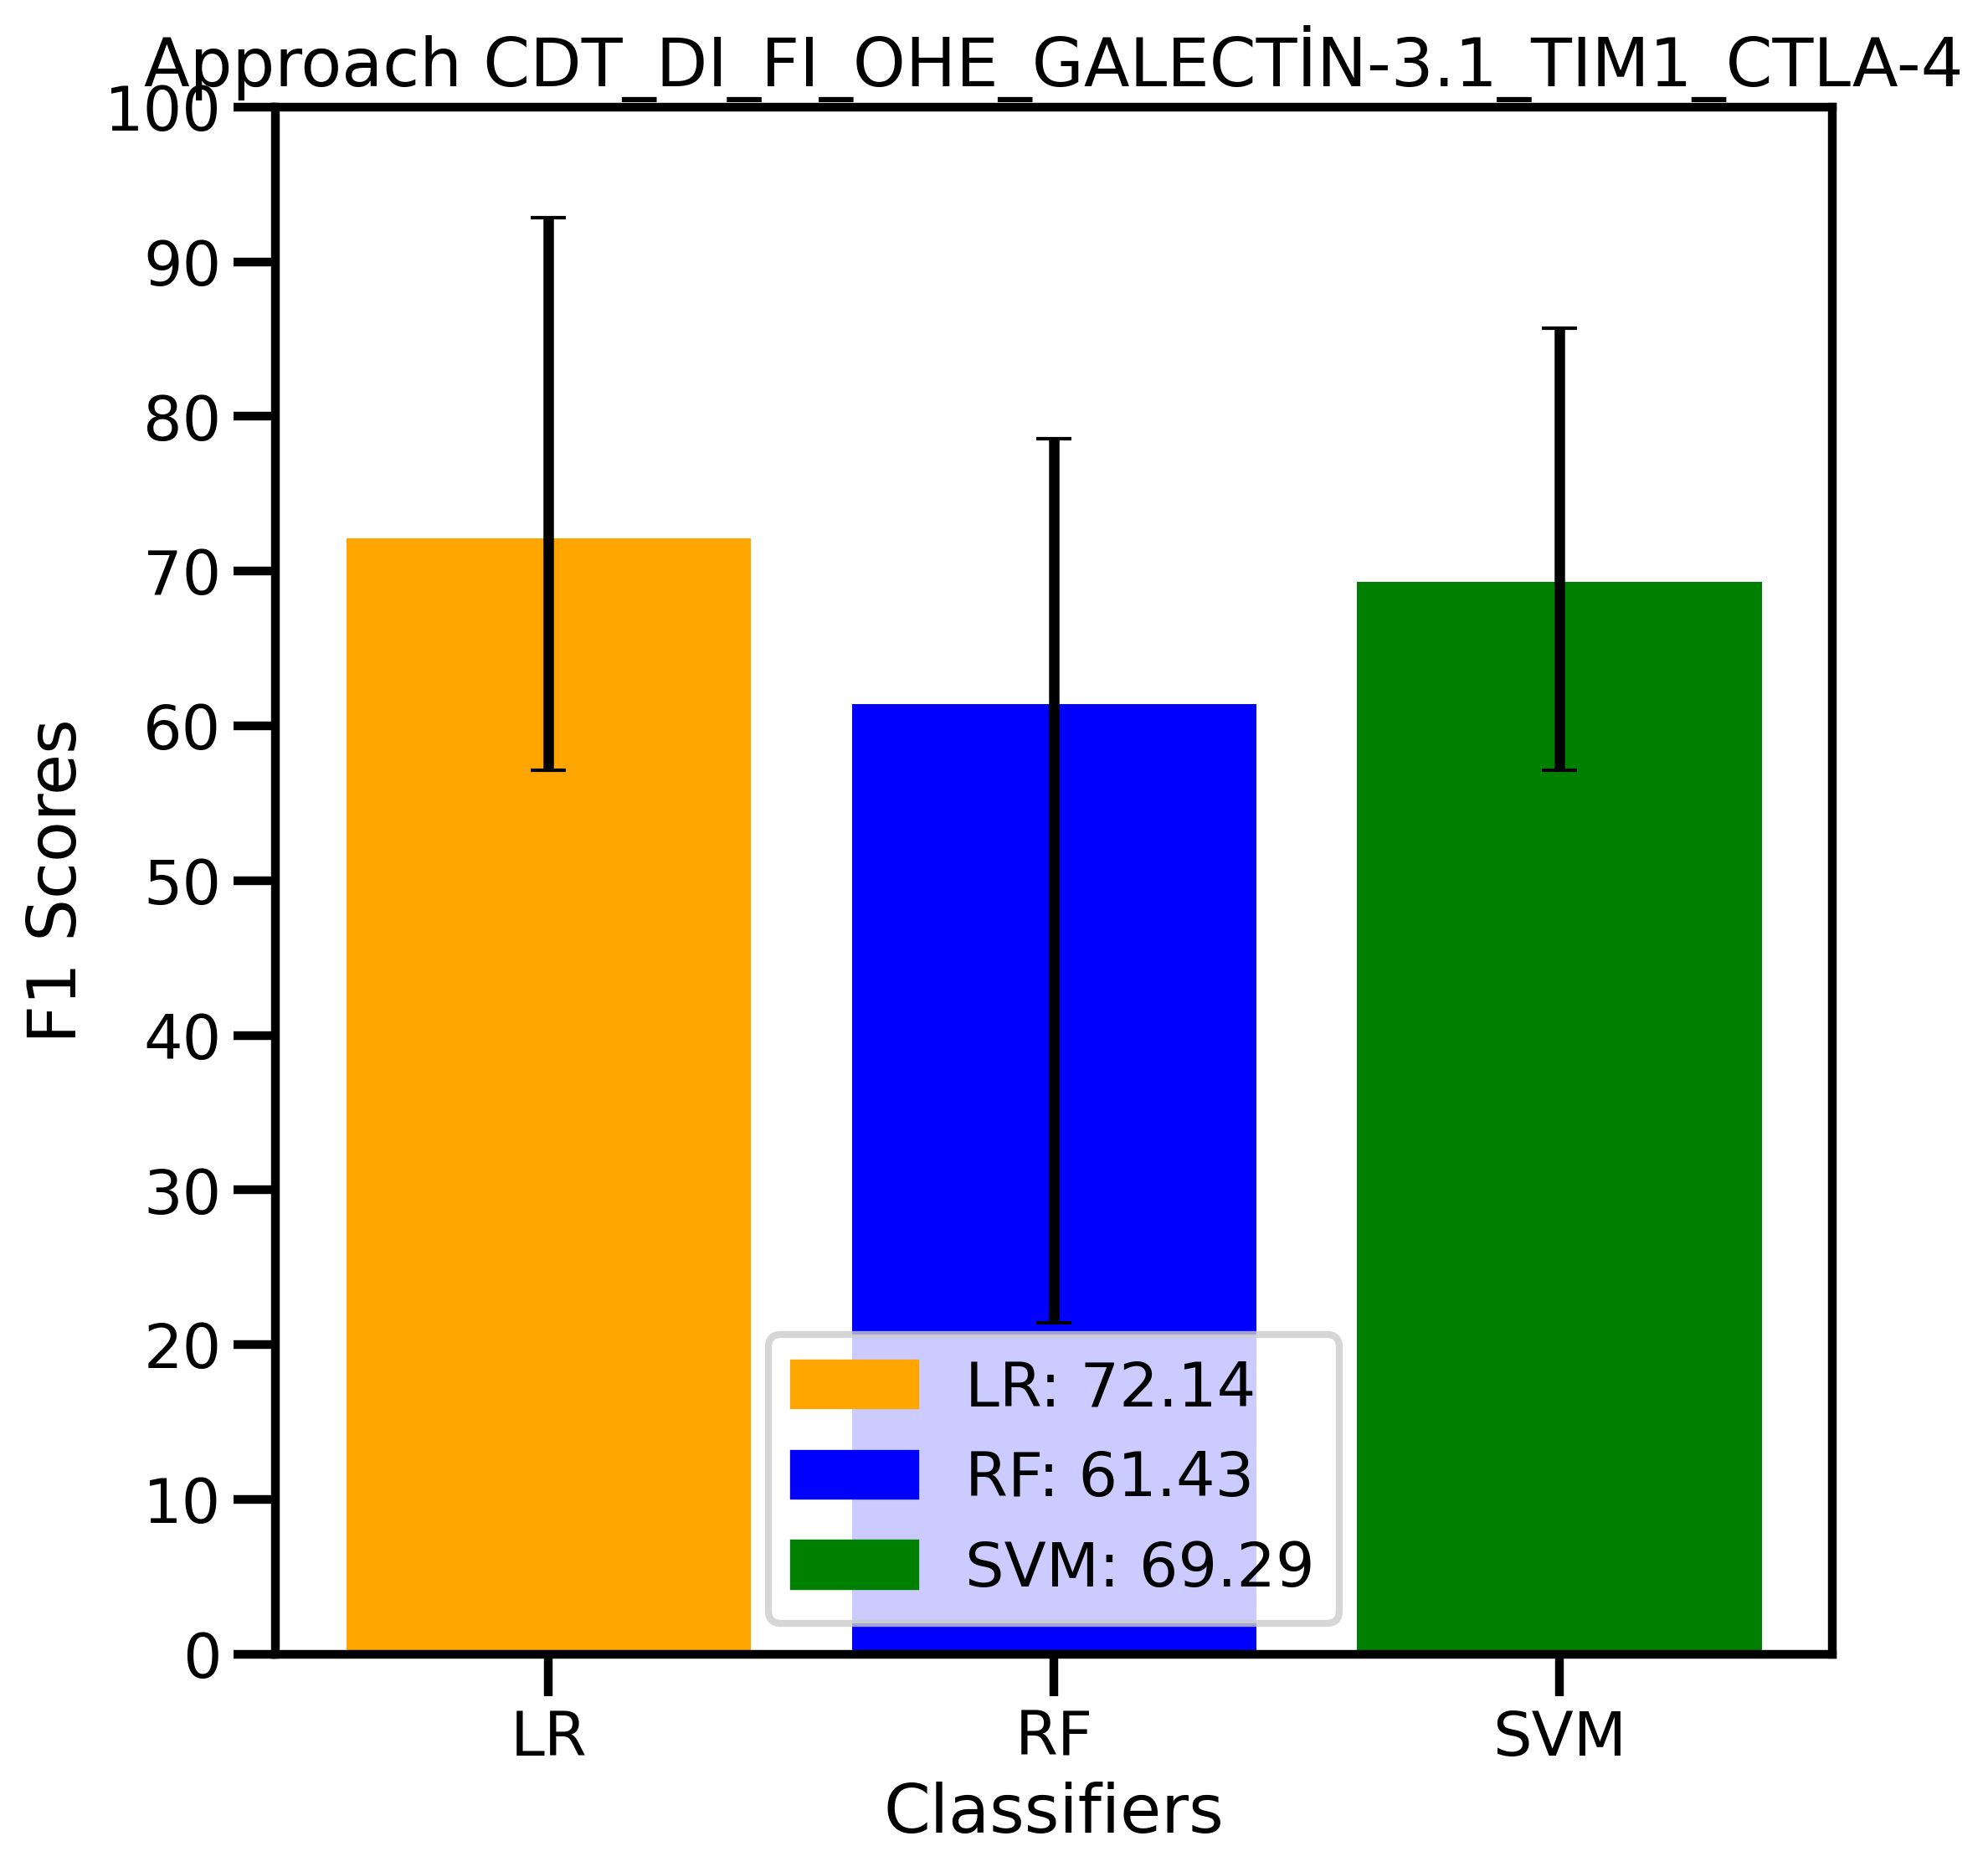 Approach CDT_DI_FI_OHE_GALECTİN-3.1_TIM1_CTLA-4
100
90
80
70
60
50
40
30
20
10
0
F1 Scores
LR: 72.14
RF: 61.43
SVM: 69.29
LR RF SVM
Classifiers